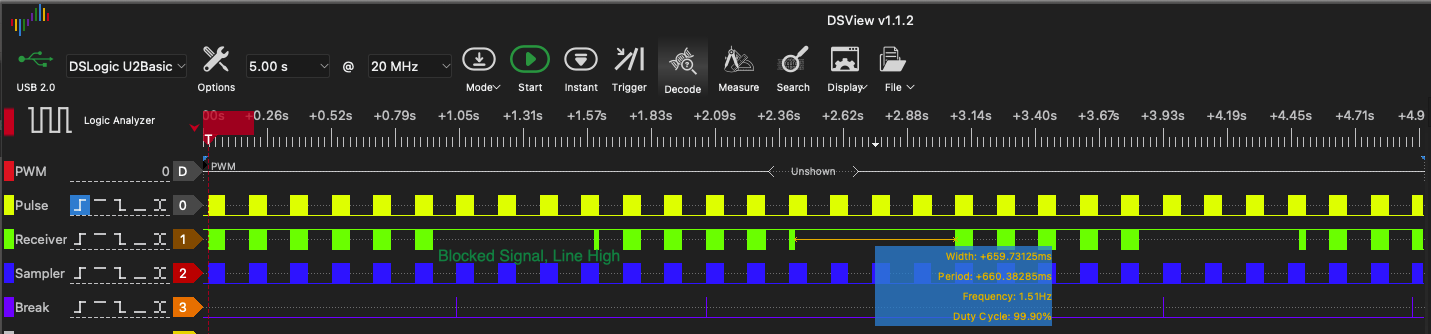 DSView v1.1.2
USB 2.0
DSLogic U2Basic
Options
5.00 s
@
20 MHz
Mode
Start
Instant
Trigger
Decode
Measure
Search
Display
File
Logic Analyzer
00s +0.26s +0.52s +0.79s +1.05s +1.31s +1.57s +1.83s +2.09s +2.36s +2.62s +2.88s +3.14s +3.40s +3.67s +3.93s +4.19s +4.45s +4.71s +4.9
T
PWM 0 D PWM Unshown
Pulse 0
Receiver 1
Blocked Signal, Line High
Width: +659.73125ms
Sampler 2
Period: +660.38285ms
Frequency: 1.51Hz
Break 3
Duty Cycle: 99.90%